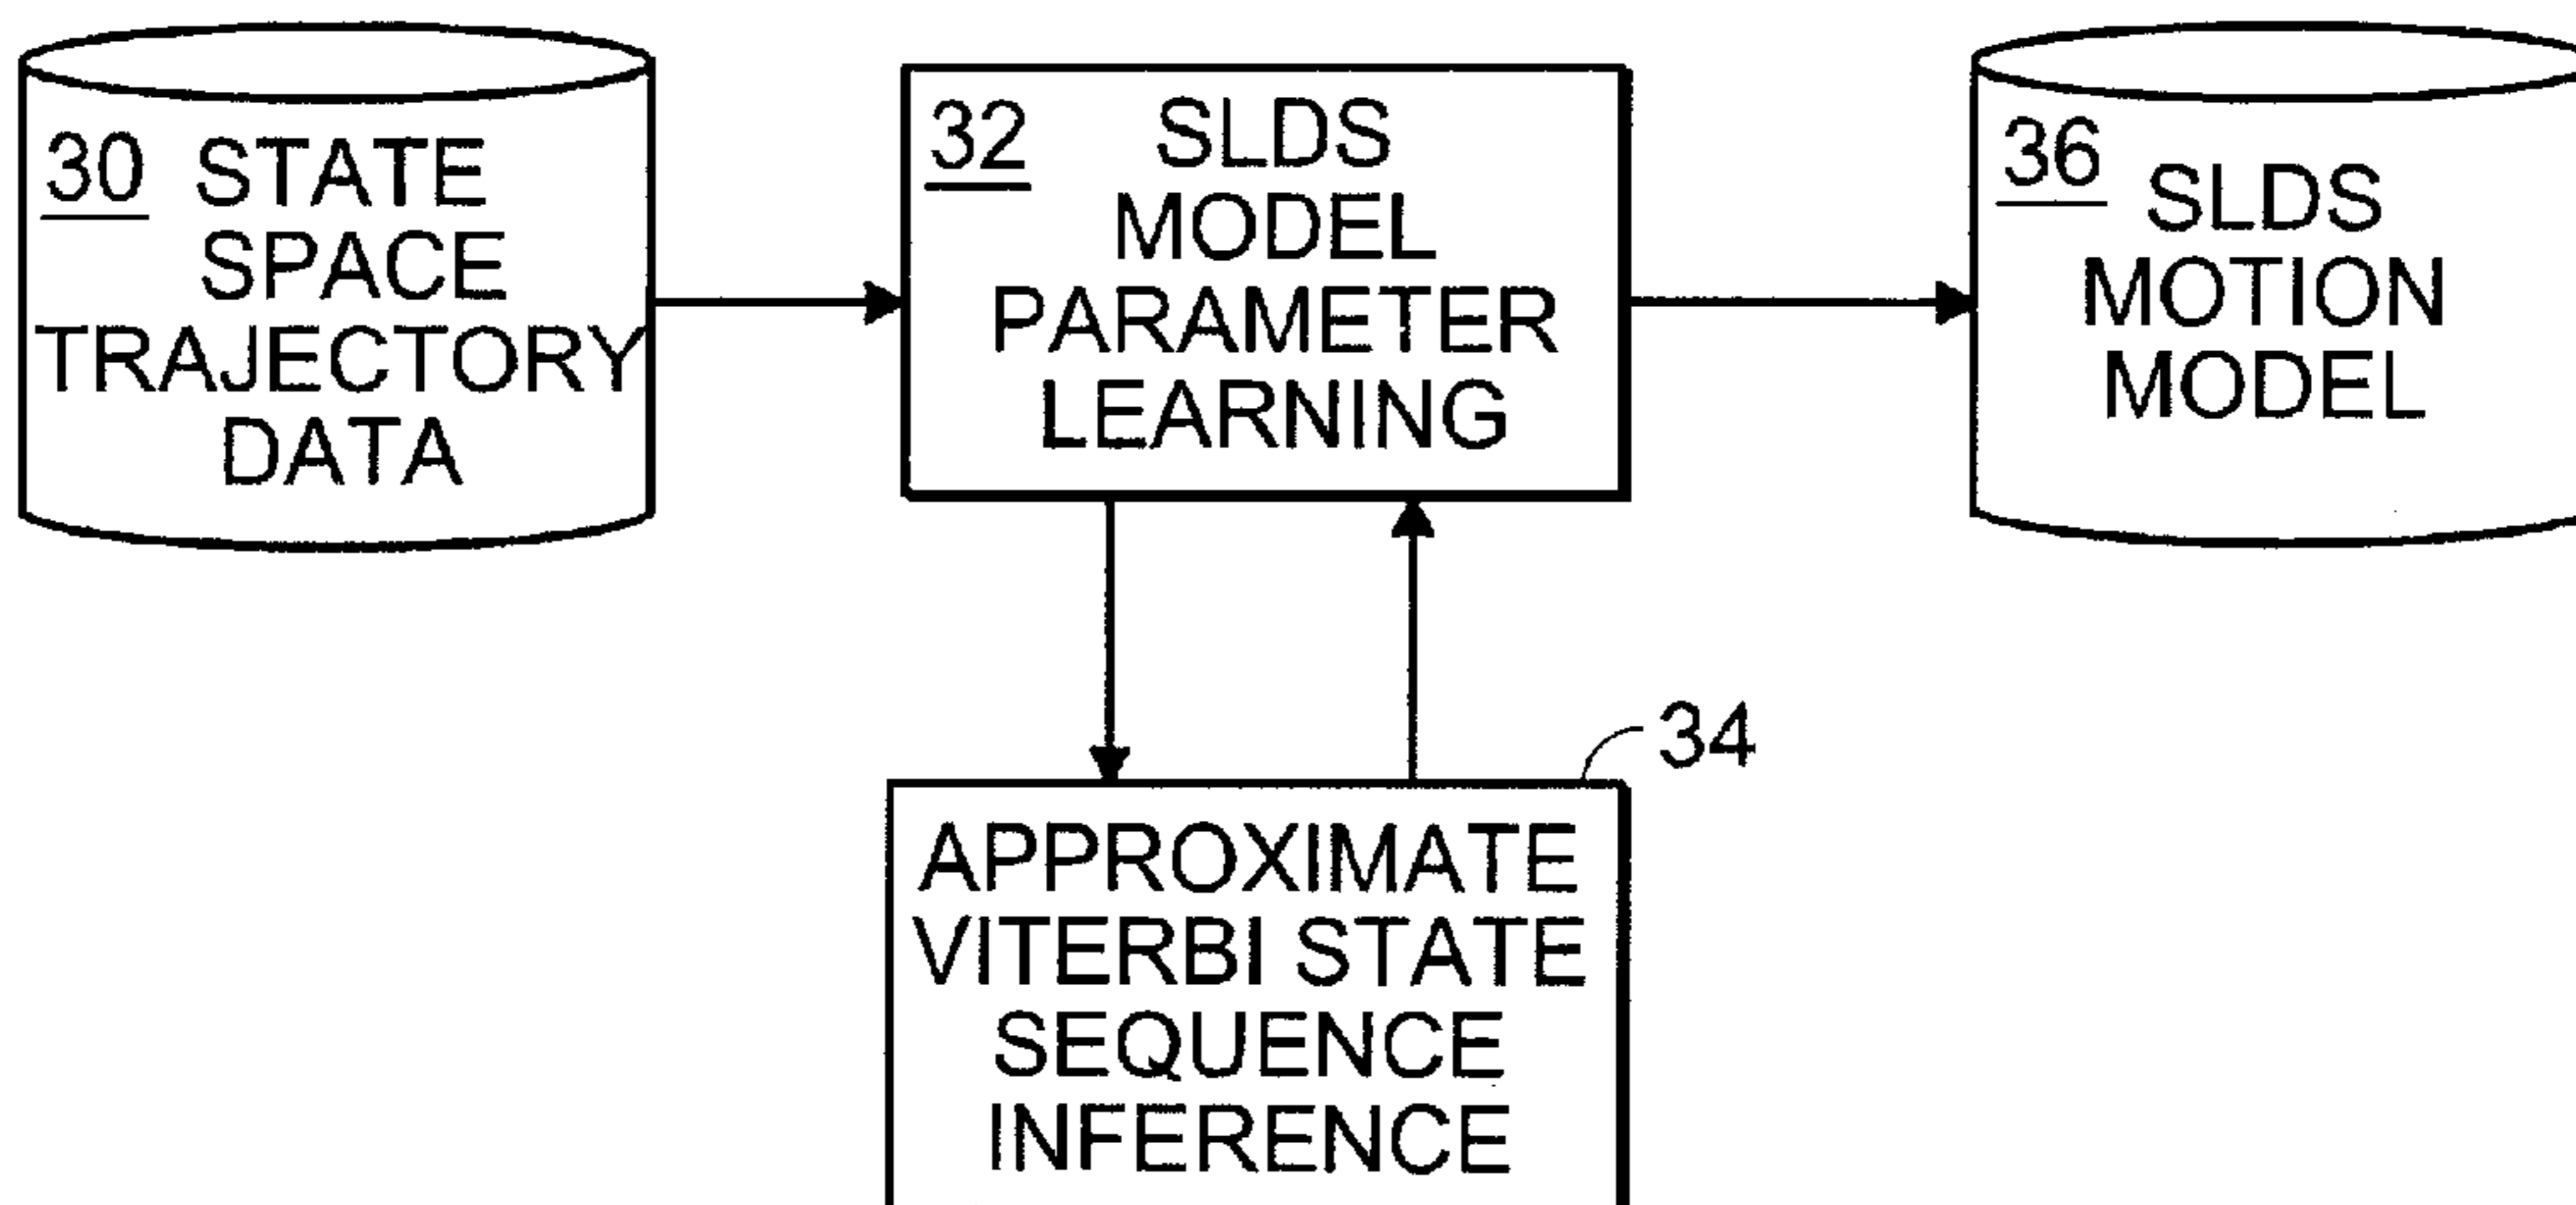 30 STATE
SPACE
TRAJECTORY
DATA
32 SLDS
MODEL
PARAMETER
LEARNING
36 SLDS
MOTION
MODEL
34
APPROXIMATE
VITERBI STATE
SEQUENCE
INFERENCE